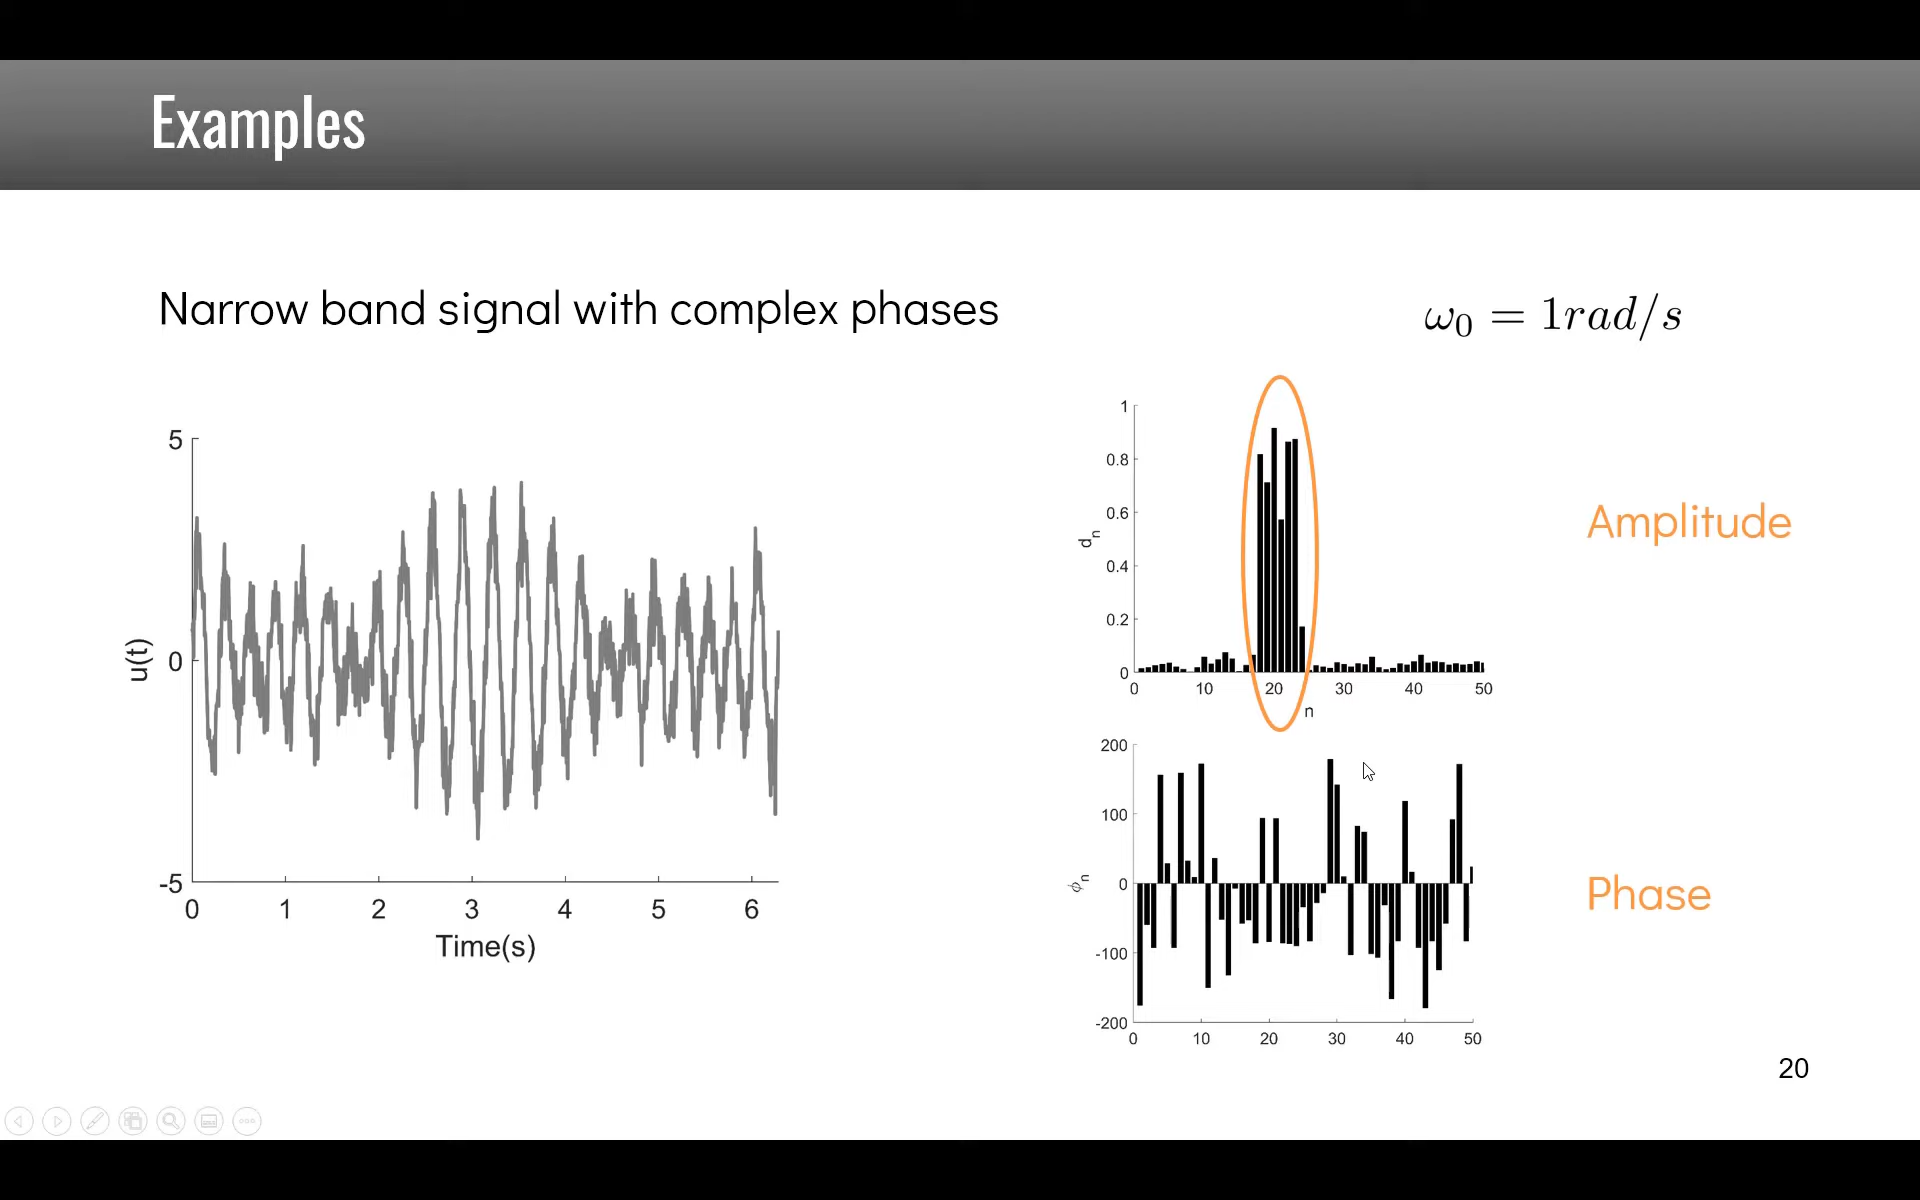 Examples
Narrow band signal with complex phases
ω₀ = 1rad/s
5
0
-5
u(t)
0 1 2 3 4 5 6
Time(s)
1
0.8
0.6
0.4
0.2
0
dₙ
0 10 20 30 40 50
n
Amplitude
200
100
0
-100
-200
ϕₙ
0 10 20 30 40 50
Phase
20